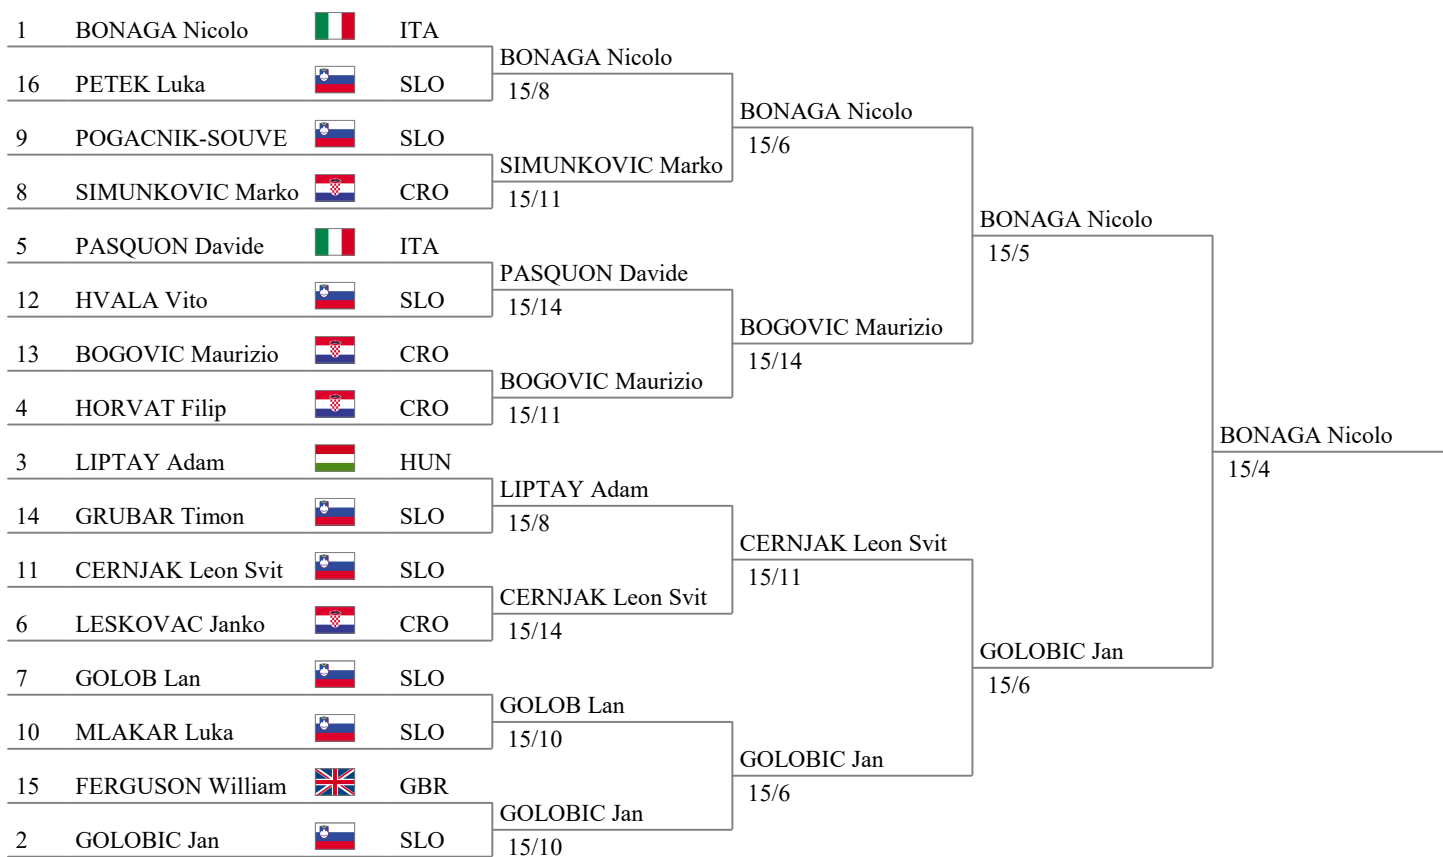 1 BONAGA Nicolo ITA
BONAGA Nicolo
16 PETEK Luka SLO
15/8
BONAGA Nicolo
9 POGACNIK-SOUVE SLO
15/6
SIMUNKOVIC Marko
8 SIMUNKOVIC Marko CRO
15/11
BONAGA Nicolo
5 PASQUON Davide ITA
15/5
PASQUON Davide
12 HVALA Vito SLO
15/14
BOGOVIC Maurizio
13 BOGOVIC Maurizio CRO
15/14
BOGOVIC Maurizio
4 HORVAT Filip CRO
15/11
BONAGA Nicolo
3 LIPTAY Adam HUN
15/4
LIPTAY Adam
14 GRUBAR Timon SLO
15/8
CERNJAK Leon Svit
11 CERNJAK Leon Svit SLO
15/11
CERNJAK Leon Svit
6 LESKOVAC Janko CRO
15/14
GOLOBIC Jan
7 GOLOB Lan SLO
15/6
GOLOB Lan
10 MLAKAR Luka SLO
15/10
GOLOBIC Jan
15 FERGUSON William GBR
15/6
GOLOBIC Jan
2 GOLOBIC Jan SLO
15/10